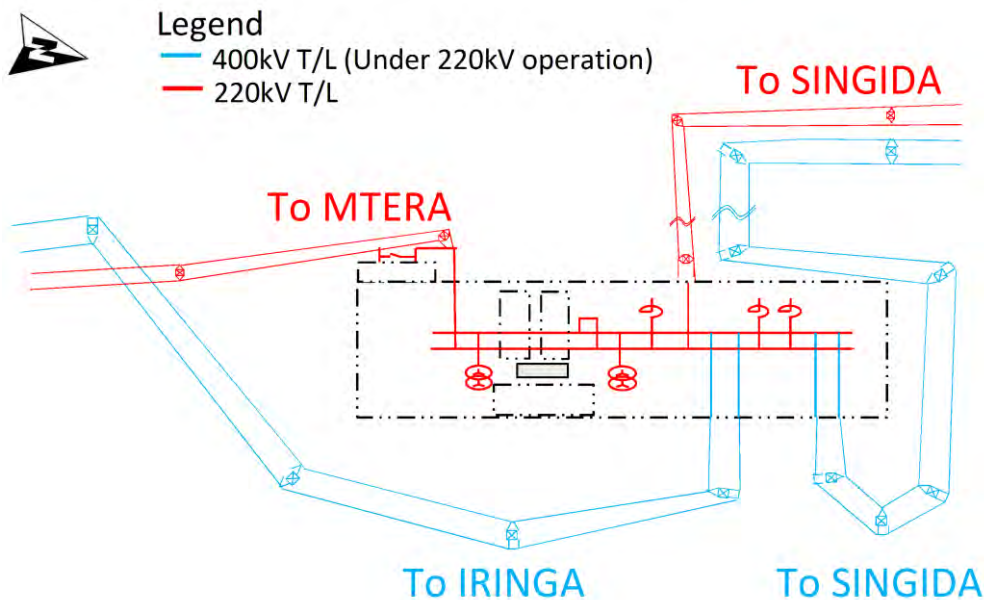 N
Legend
400kV T/L (Under 220kV operation)
220kV T/L
To SINGIDA
To MTERA
To IRINGA
To SINGIDA